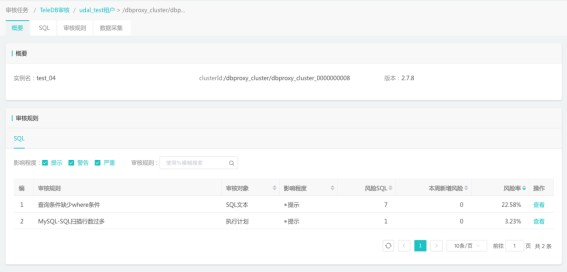 审核任务 / TeleDB审核 / udal_test租户 > /dbproxy_cluster/dbp...
概要 SQL 审核规则 数据采集
概要
实例名：test_04 clusterId:/dbproxy_cluster/dbproxy_cluster_0000000008 版本：2.7.8
审核规则
SQL
影响程度： 提示 警告 严重 审核规则：
编 审核规则 审核对象 影响程度 风险SQL 本周新增风险 风险率 操作
1 查询条件缺少where条件 SQL文本 提示 7 0 22.58% 查看
2 MySQL-SQL扫描行数过多 执行计划 提示 1 0 3.23% 查看
1 10条/页 前往 1 页 共 2 条